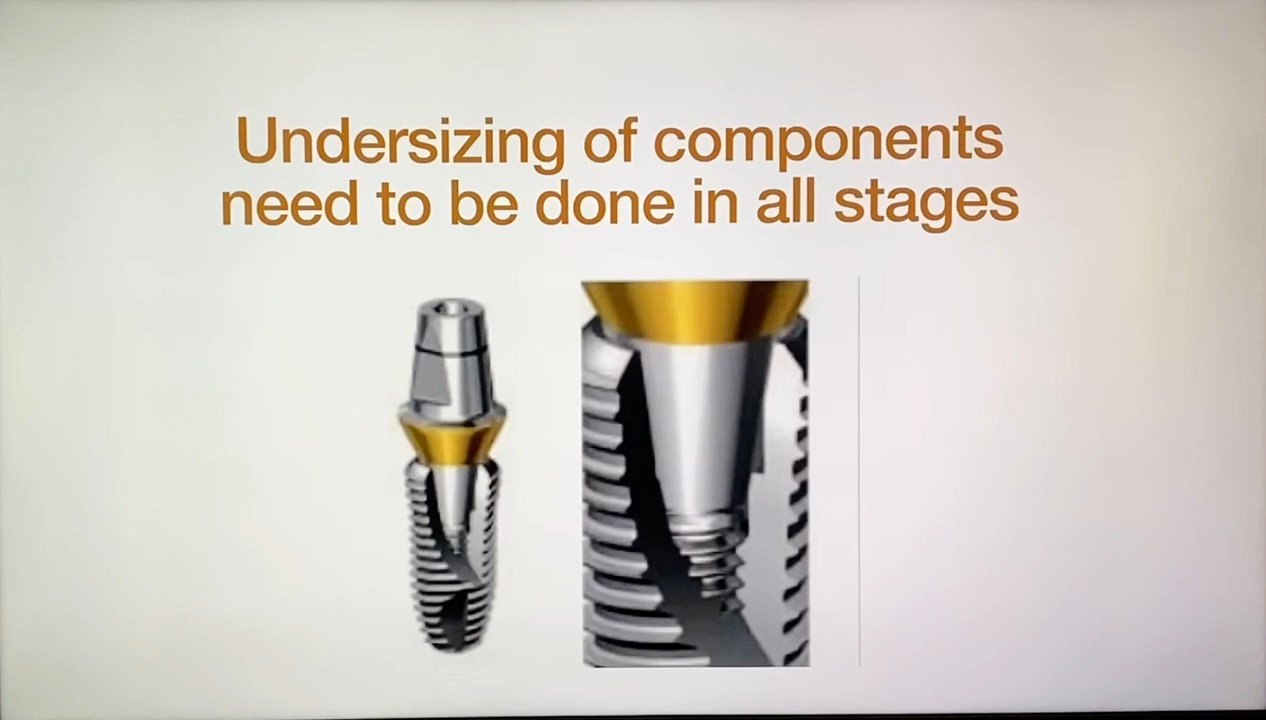 Undersizing of components
need to be done in all stages